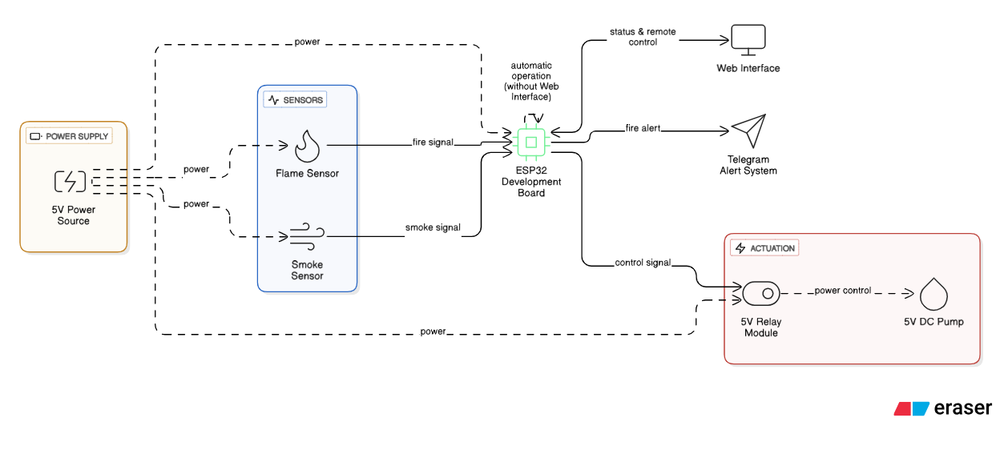 power
status & remote
control
Web Interface
automatic
operation
(without Web
Interface)
SENSORS
POWER SUPPLY
fire alert
fire signal
power
Flame Sensor
Telegram
Alert System
ESP32
Development
Board
power
5V Power
Source
smoke signal
Smoke
Sensor
ACTUATION
control signal
power control
5V Relay
Module
5V DC Pump
power
eraser